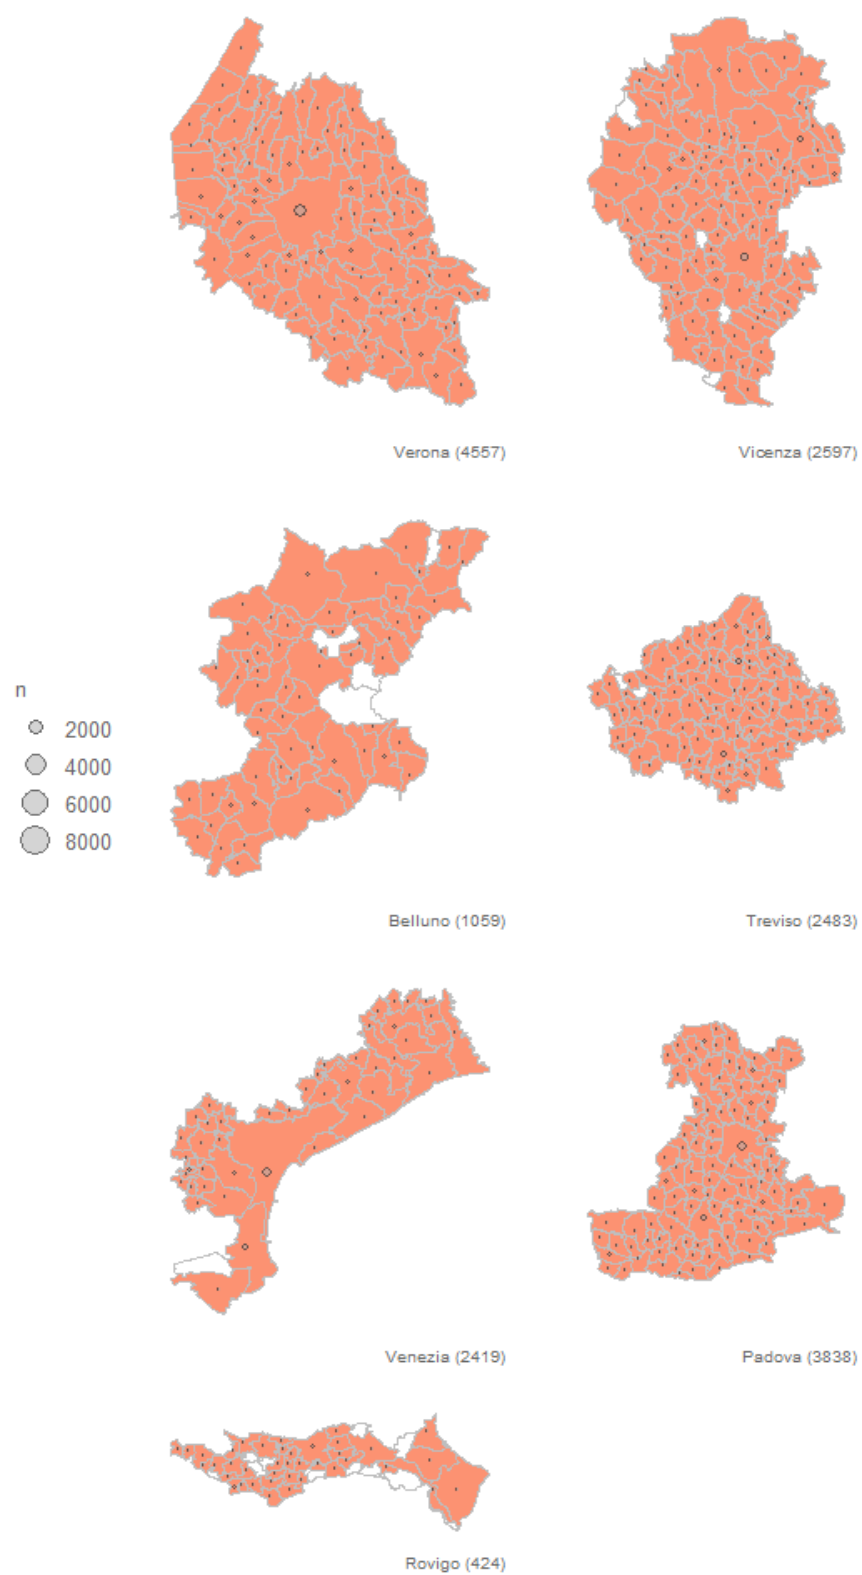 Verona (4557)
Vicenza (2597)
n
2000
4000
6000
8000
Belluno (1059)
Treviso (2483)
Venezia (2419)
Padova (3838)
Rovigo (424)